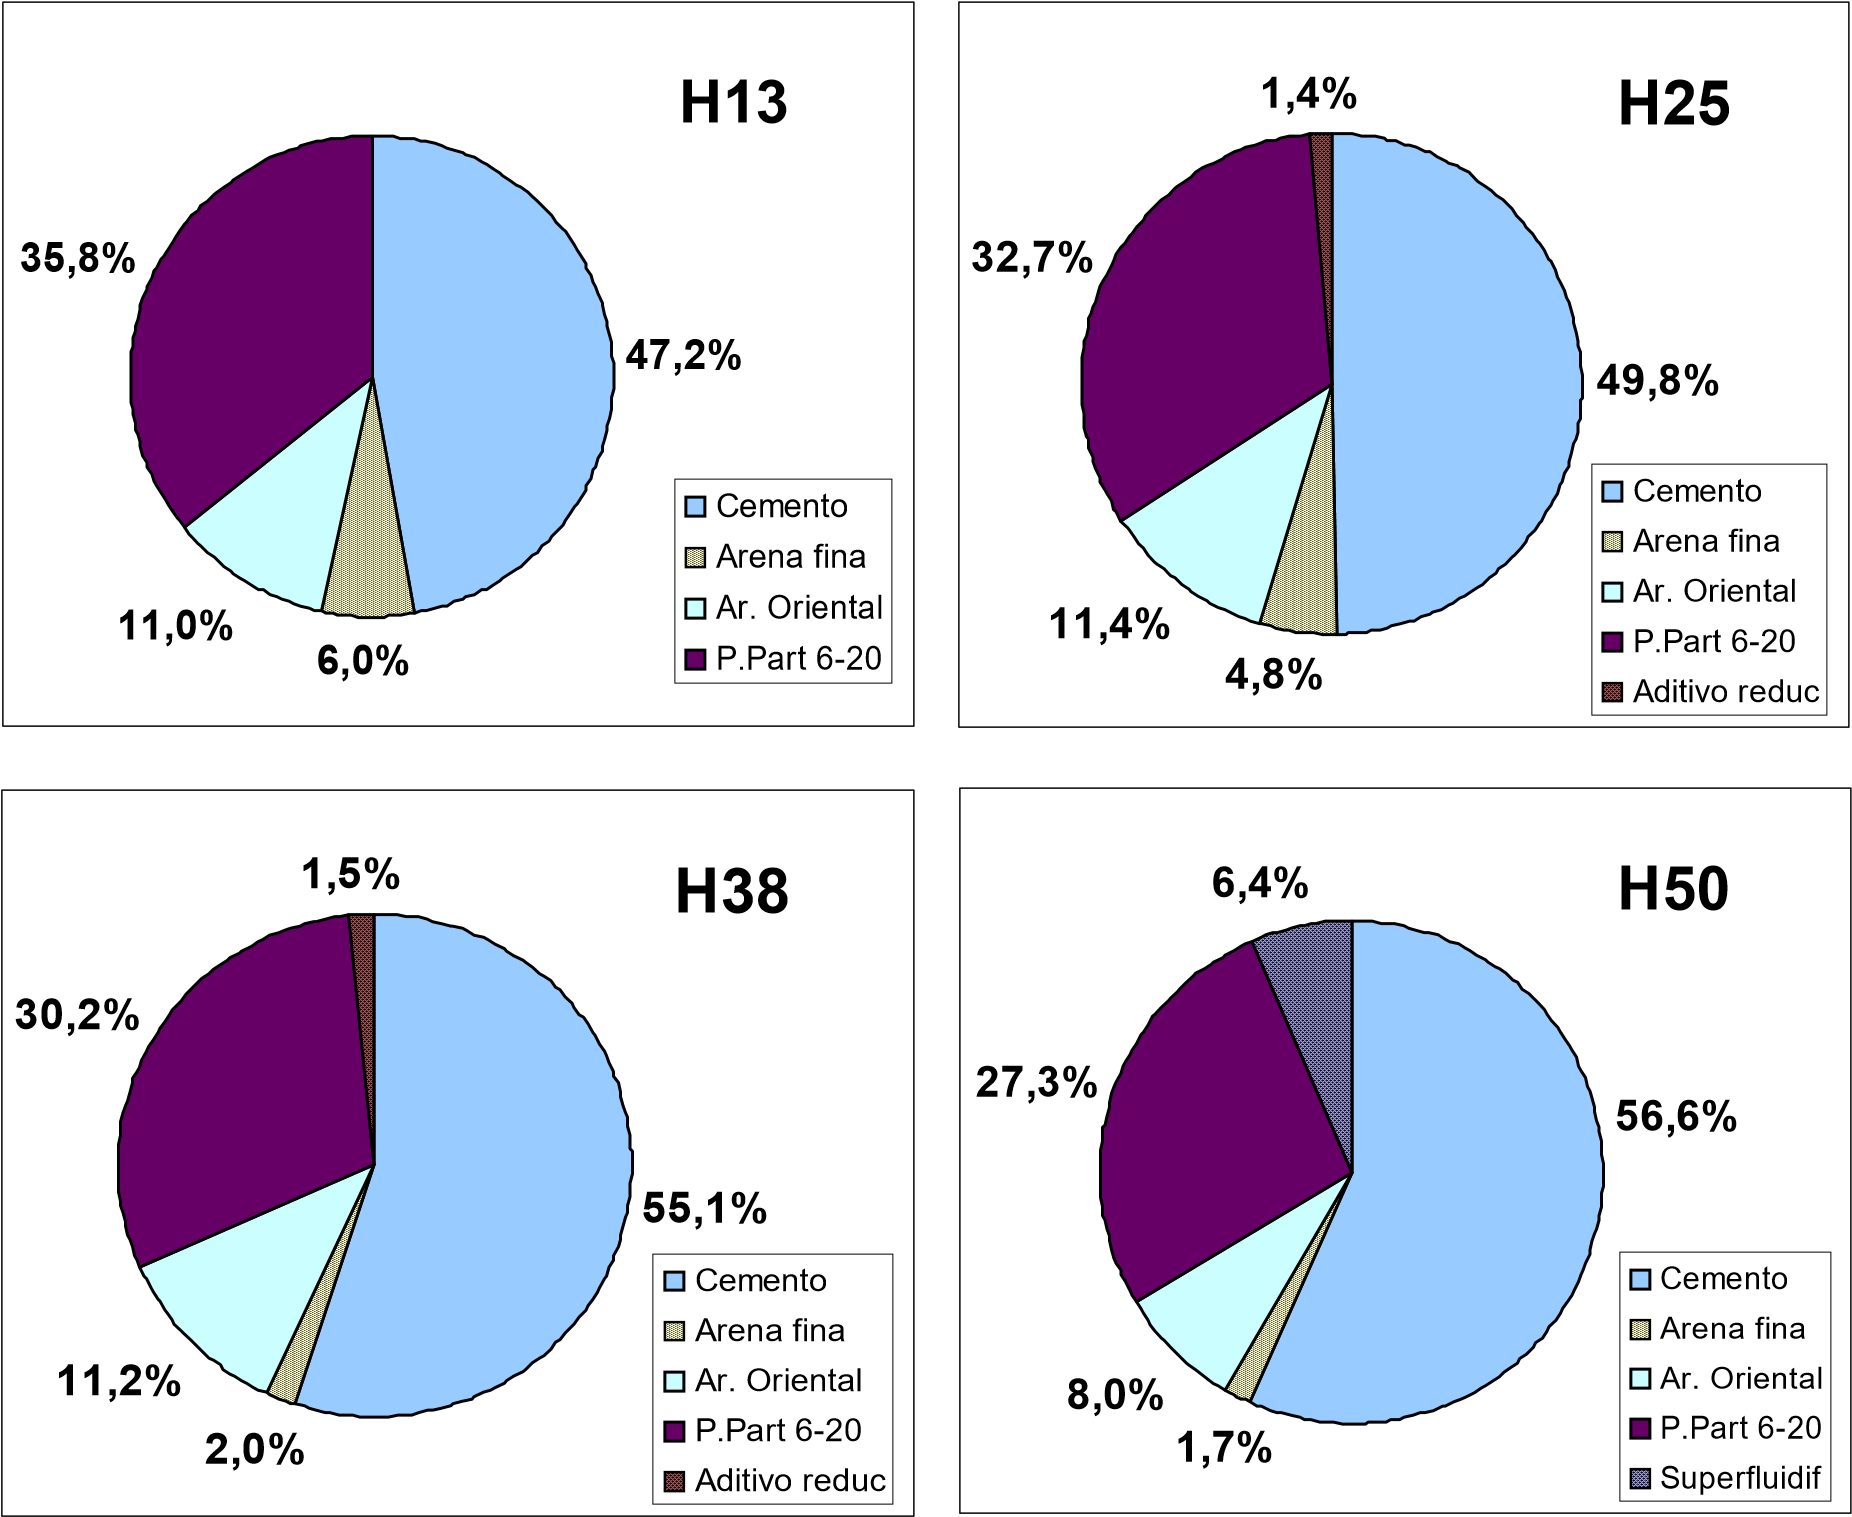 H13
35,8%
47,2%
11,0%
6,0%
Cemento
Arena fina
Ar. Oriental
P.Part 6-20
H25
1,4%
32,7%
49,8%
11,4%
4,8%
Cemento
Arena fina
Ar. Oriental
P.Part 6-20
Aditivo reduc
H38
1,5%
30,2%
55,1%
11,2%
2,0%
Cemento
Arena fina
Ar. Oriental
P.Part 6-20
Aditivo reduc
H50
6,4%
27,3%
56,6%
8,0%
1,7%
Cemento
Arena fina
Ar. Oriental
P.Part 6-20
Superfluidif